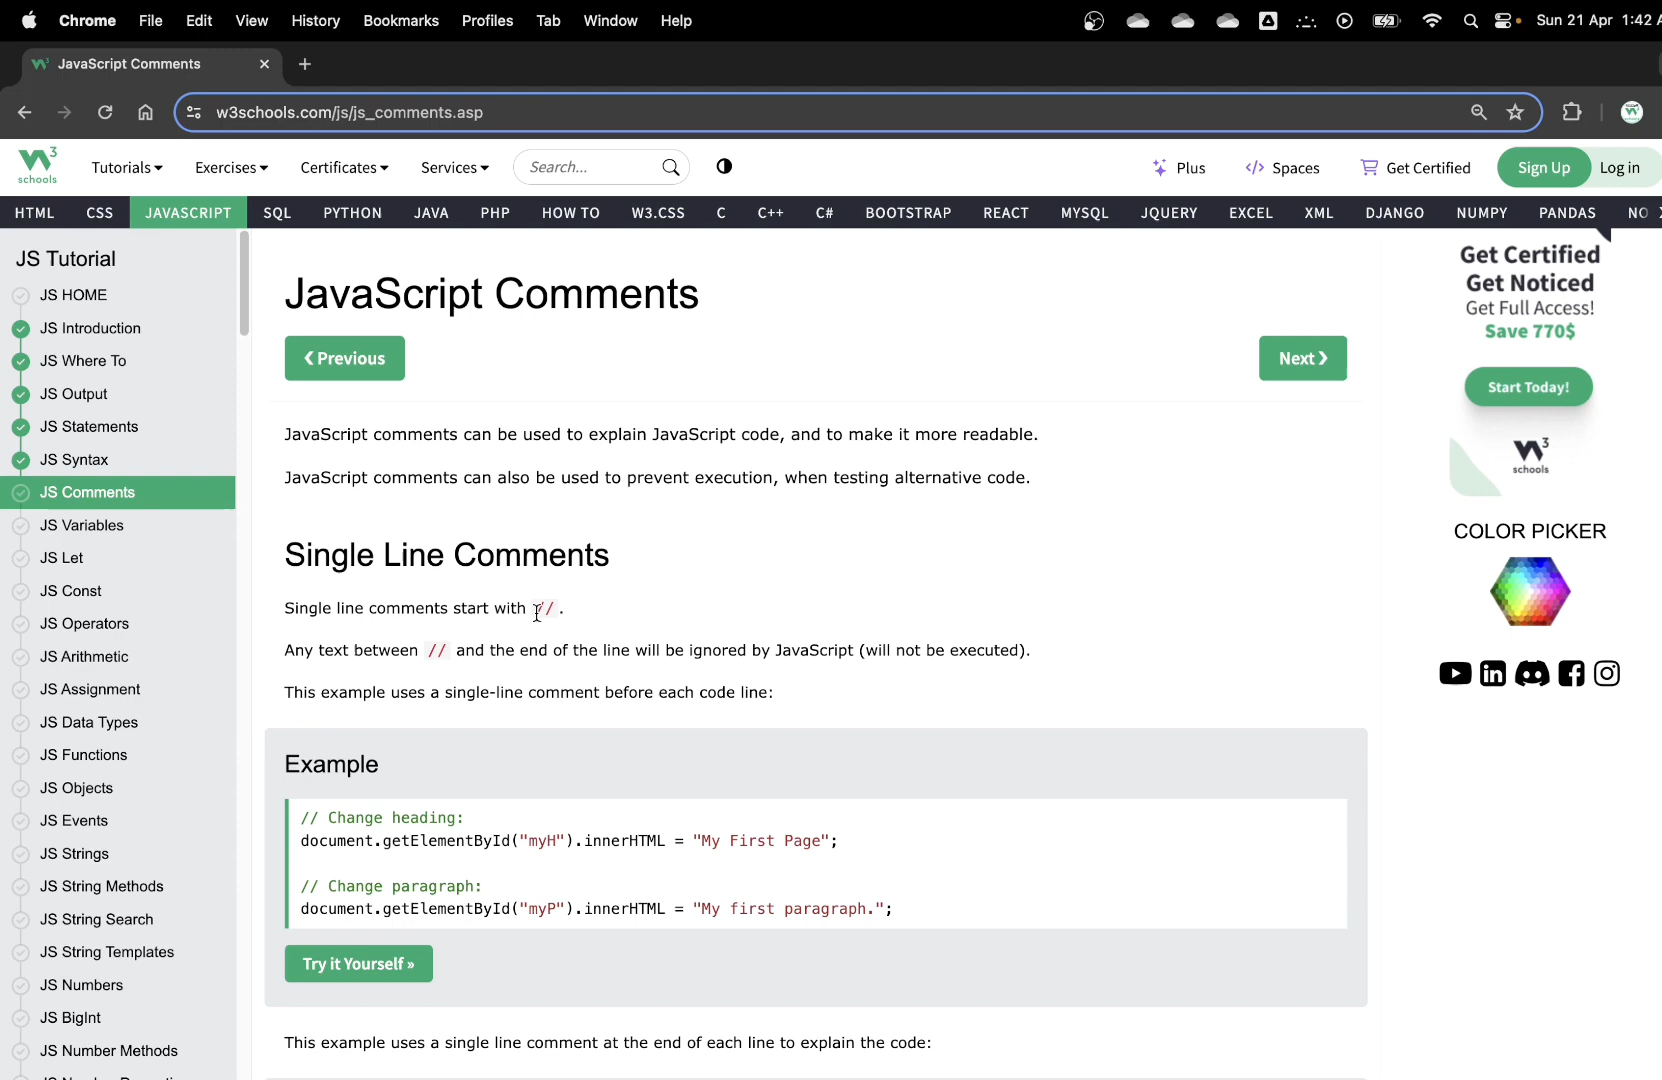 Chrome File Edit View History Bookmarks Profiles Tab Window Help Sun 21 Apr 1:42
JavaScript Comments
w3schools.com/js/js_comments.asp
W3 schools Tutorials Exercises Certificates Services Search... Plus </> Spaces Get Certified Sign Up Log in
HTML CSS JAVASCRIPT SQL PYTHON JAVA PHP HOW TO W3.CSS C C++ C# BOOTSTRAP REACT MYSQL JQUERY EXCEL XML DJANGO NUMPY PANDAS NO
JS Tutorial
JS HOME
JS Introduction
JS Where To
JS Output
JS Statements
JS Syntax
JS Comments
JS Variables
JS Let
JS Const
JS Operators
JS Arithmetic
JS Assignment
JS Data Types
JS Functions
JS Objects
JS Events
JS Strings
JS String Methods
JS String Search
JS String Templates
JS Numbers
JS BigInt
JS Number Methods
JavaScript Comments
❮ Previous
Next ❯
JavaScript comments can be used to explain JavaScript code, and to make it more readable.
JavaScript comments can also be used to prevent execution, when testing alternative code.
Single Line Comments
Single line comments start with //.
Any text between // and the end of the line will be ignored by JavaScript (will not be executed).
This example uses a single-line comment before each code line:
Example
// Change heading:
document.getElementById("myH").innerHTML = "My First Page";
// Change paragraph:
document.getElementById("myP").innerHTML = "My first paragraph.";
Try it Yourself »
This example uses a single line comment at the end of each line to explain the code:
Get Certified
Get Noticed
Get Full Access!
Save 770$
Start Today!
W3 schools
COLOR PICKER